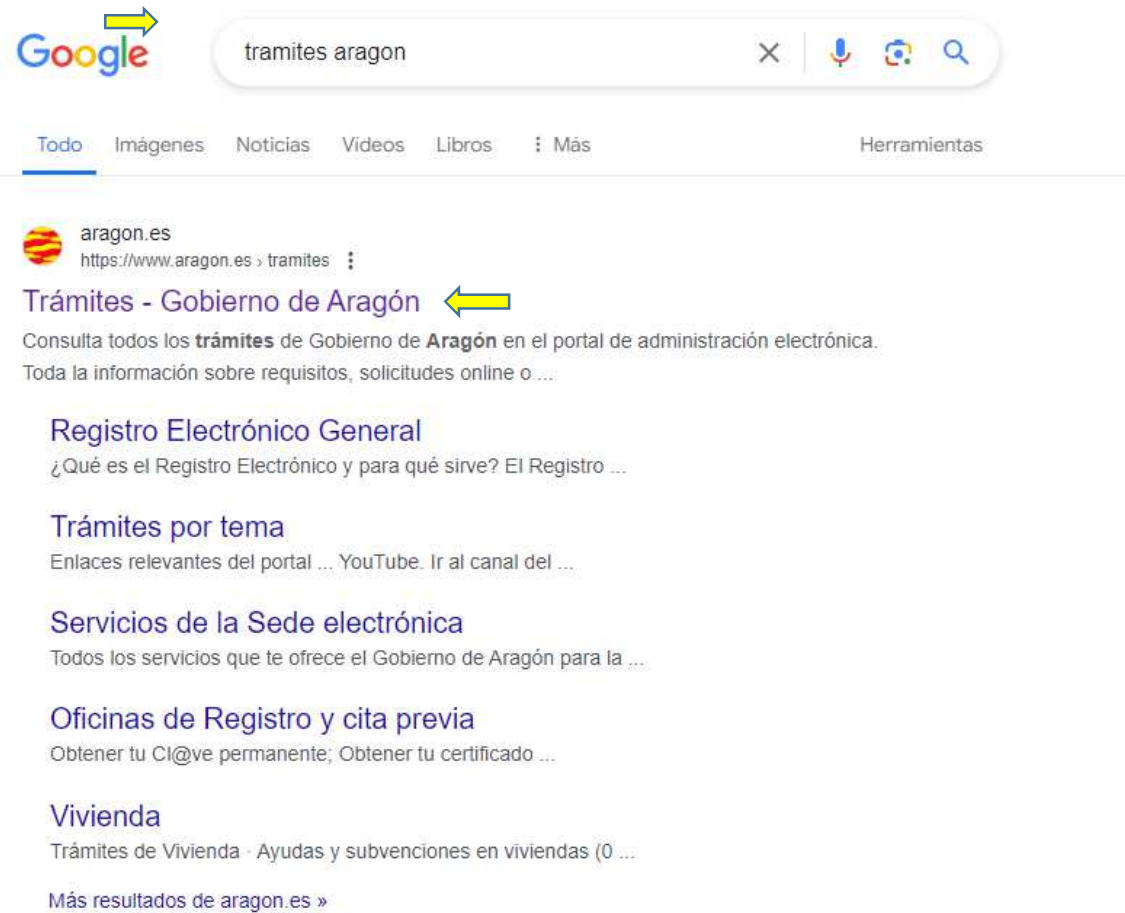 Google
tramites aragon
Todo Imágenes Noticias Videos Libros Más Herramientas
aragon.es
https://www.aragon.es › tramites
Trámites - Gobierno de Aragón
Consulta todos los trámites de Gobierno de Aragón en el portal de administración electrónica.
Toda la información sobre requisitos, solicitudes online o ...
Registro Electrónico General
¿Qué es el Registro Electrónico y para qué sirve? El Registro ...
Trámites por tema
Enlaces relevantes del portal ... YouTube. Ir al canal del ...
Servicios de la Sede electrónica
Todos los servicios que te ofrece el Gobierno de Aragón para la ...
Oficinas de Registro y cita previa
Obtener tu Cl@ve permanente; Obtener tu certificado ...
Vivienda
Trámites de Vivienda · Ayudas y subvenciones en viviendas (0 ...
Más resultados de aragon.es »